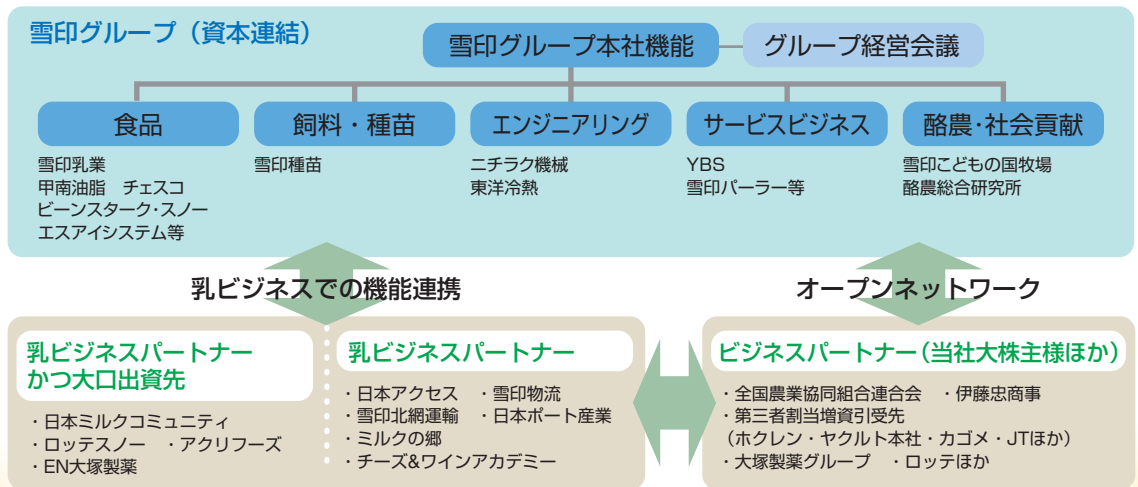 雪印グループ（資本連結）
雪印グループ本社機能
グループ経営会議
食品
雪印乳業
甲南油脂　チェスコ
ビーンスターク・スノー
エスアイシステム等
飼料・種苗
雪印種苗
エンジニアリング
ニチラク機械
東洋冷熱
サービスビジネス
YBS
雪印パーラー等
酪農・社会貢献
雪印こどもの国牧場
酪農総合研究所
乳ビジネスでの機能連携
オープンネットワーク
乳ビジネスパートナー
かつ大口出資先
・日本ミルクコミュニティ
・ロッテスノー　・アクリフーズ
・EN大塚製薬
乳ビジネスパートナー
・日本アクセス　・雪印物流
・雪印北網運輸　・日本ポート産業
・ミルクの郷
・チーズ&ワインアカデミー
ビジネスパートナー（当社大株主様ほか）
・全国農業協同組合連合会　・伊藤忠商事
・第三者割当増資引受先
（ホクレン・ヤクルト本社・カゴメ・JTほか）
・大塚製薬グループ　・ロッテほか